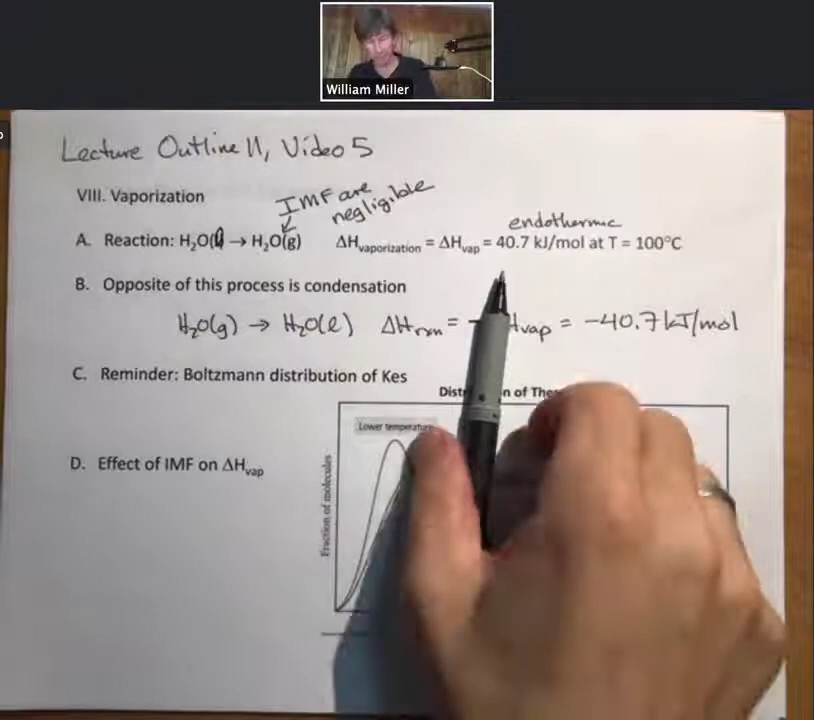 William Miller
Lecture Outline 11, Video 5
VIII. Vaporization
IMF are
negligible
endothermic
A. Reaction: H₂O(l) → H₂O(g) ΔHvaporization = ΔHvap = 40.7 kJ/mol at T = 100°C
B. Opposite of this process is condensation
H₂O(g) → H₂O(l) ΔHrxn = − Hvap = −40.7 kJ/mol
C. Reminder: Boltzmann distribution of Kes
of
Lower temperature
D. Effect of IMF on ΔHvap
Fraction of molecules